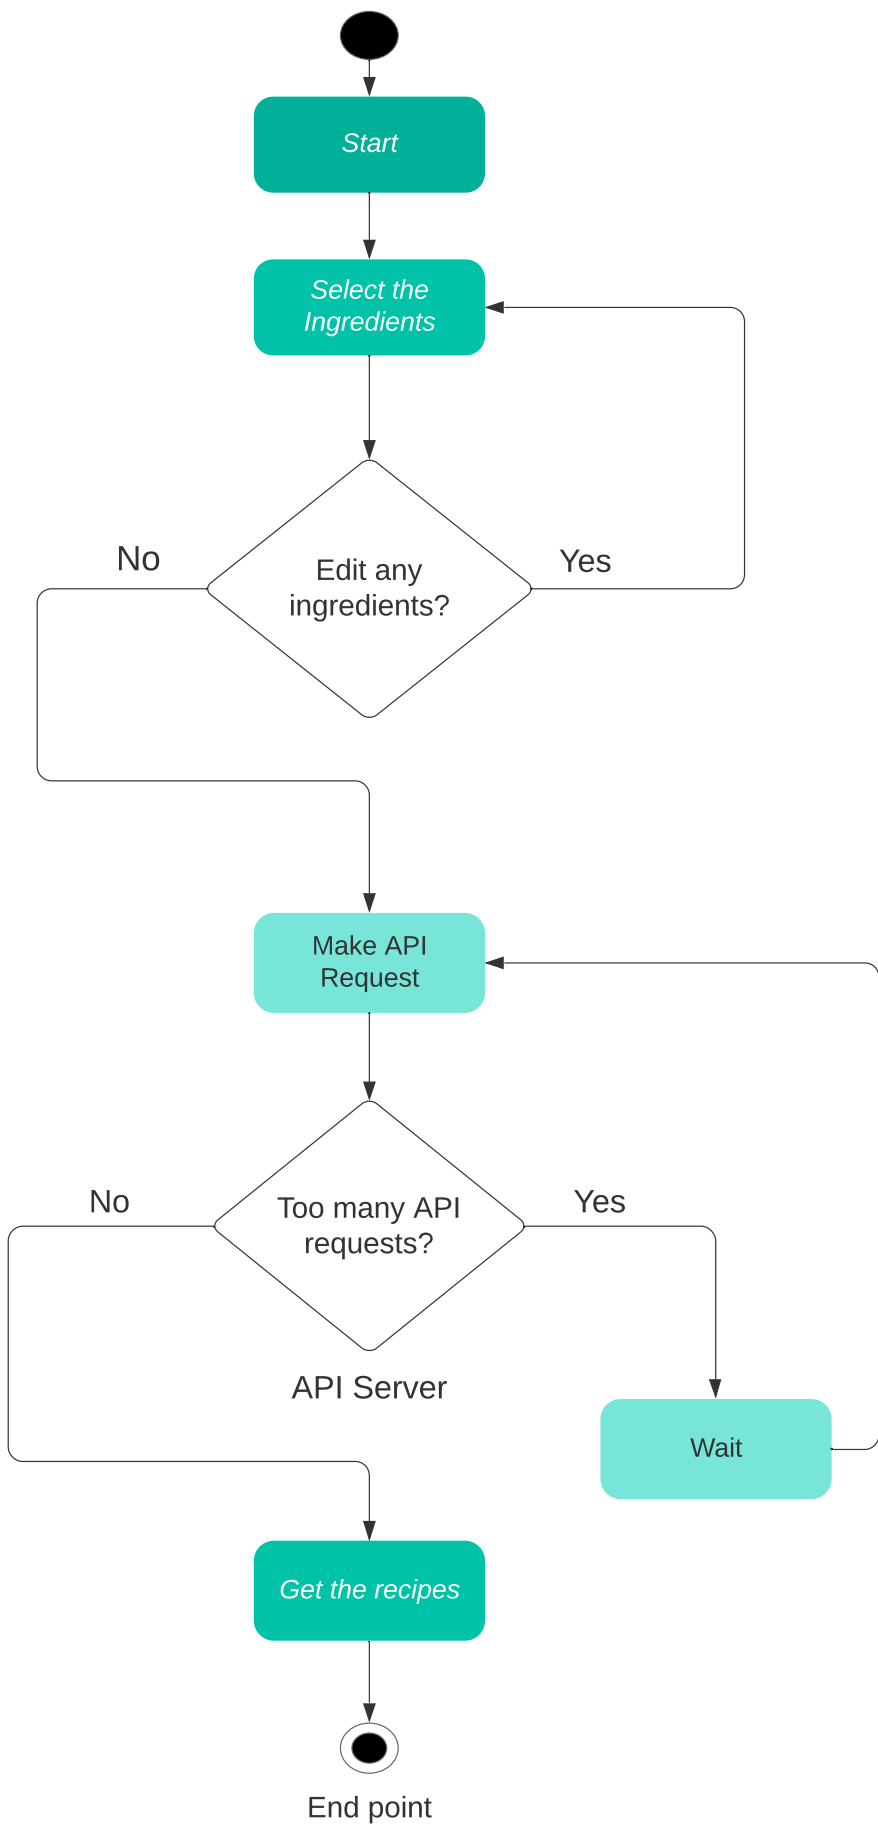 Start
Select the
Ingredients
No
Yes
Edit any
ingredients?
Make API
Request
No
Yes
Too many API
requests?
API Server
Wait
Get the recipes
End point